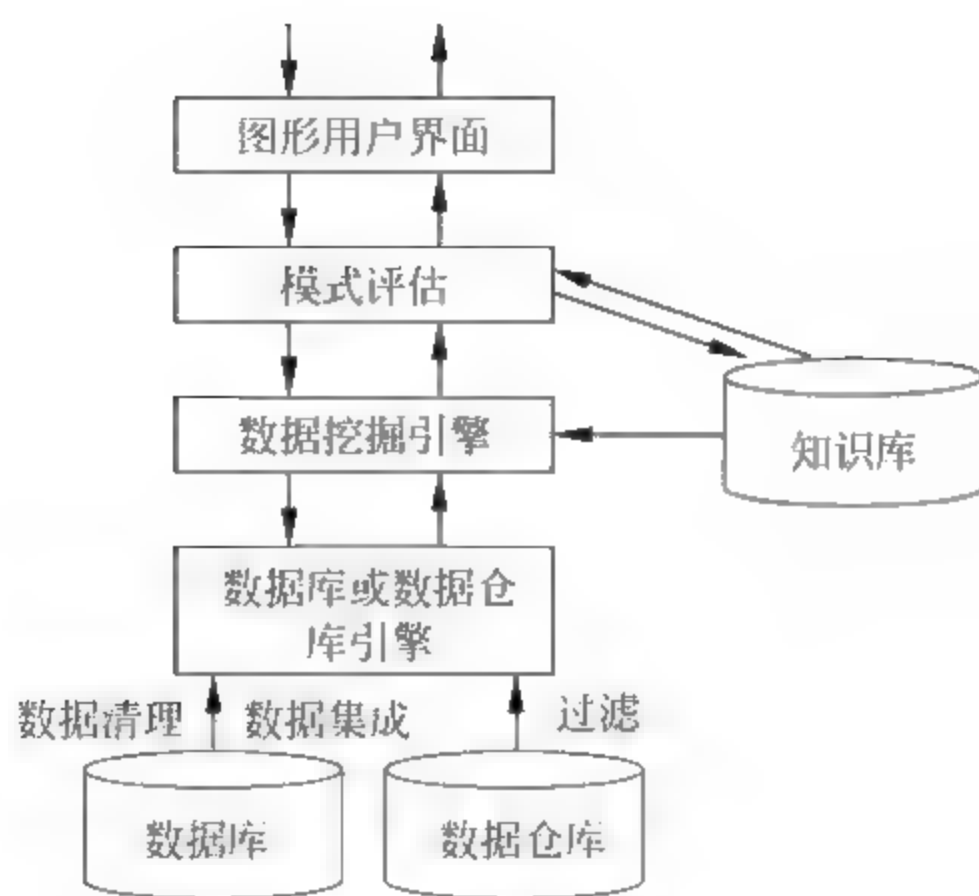 图形用户界面
模式评估
数据挖掘引擎
知识库
数据库或数据仓
库引擎
数据清理 数据集成 过滤
数据库 数据仓库